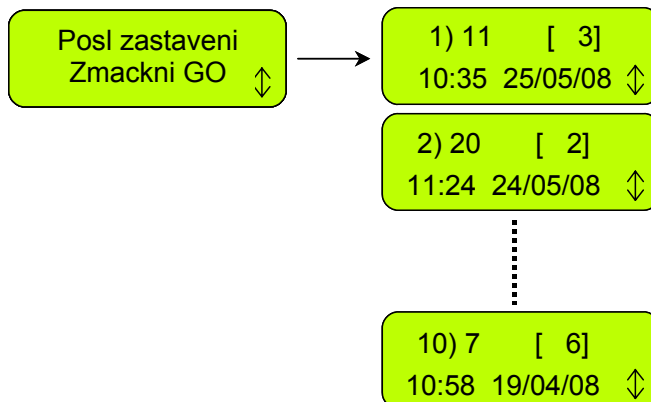 Posl zastaveni
Zmackni GO
1) 11 [ 3]
10:35 25/05/08
2) 20 [ 2]
11:24 24/05/08
10) 7 [ 6]
10:58 19/04/08